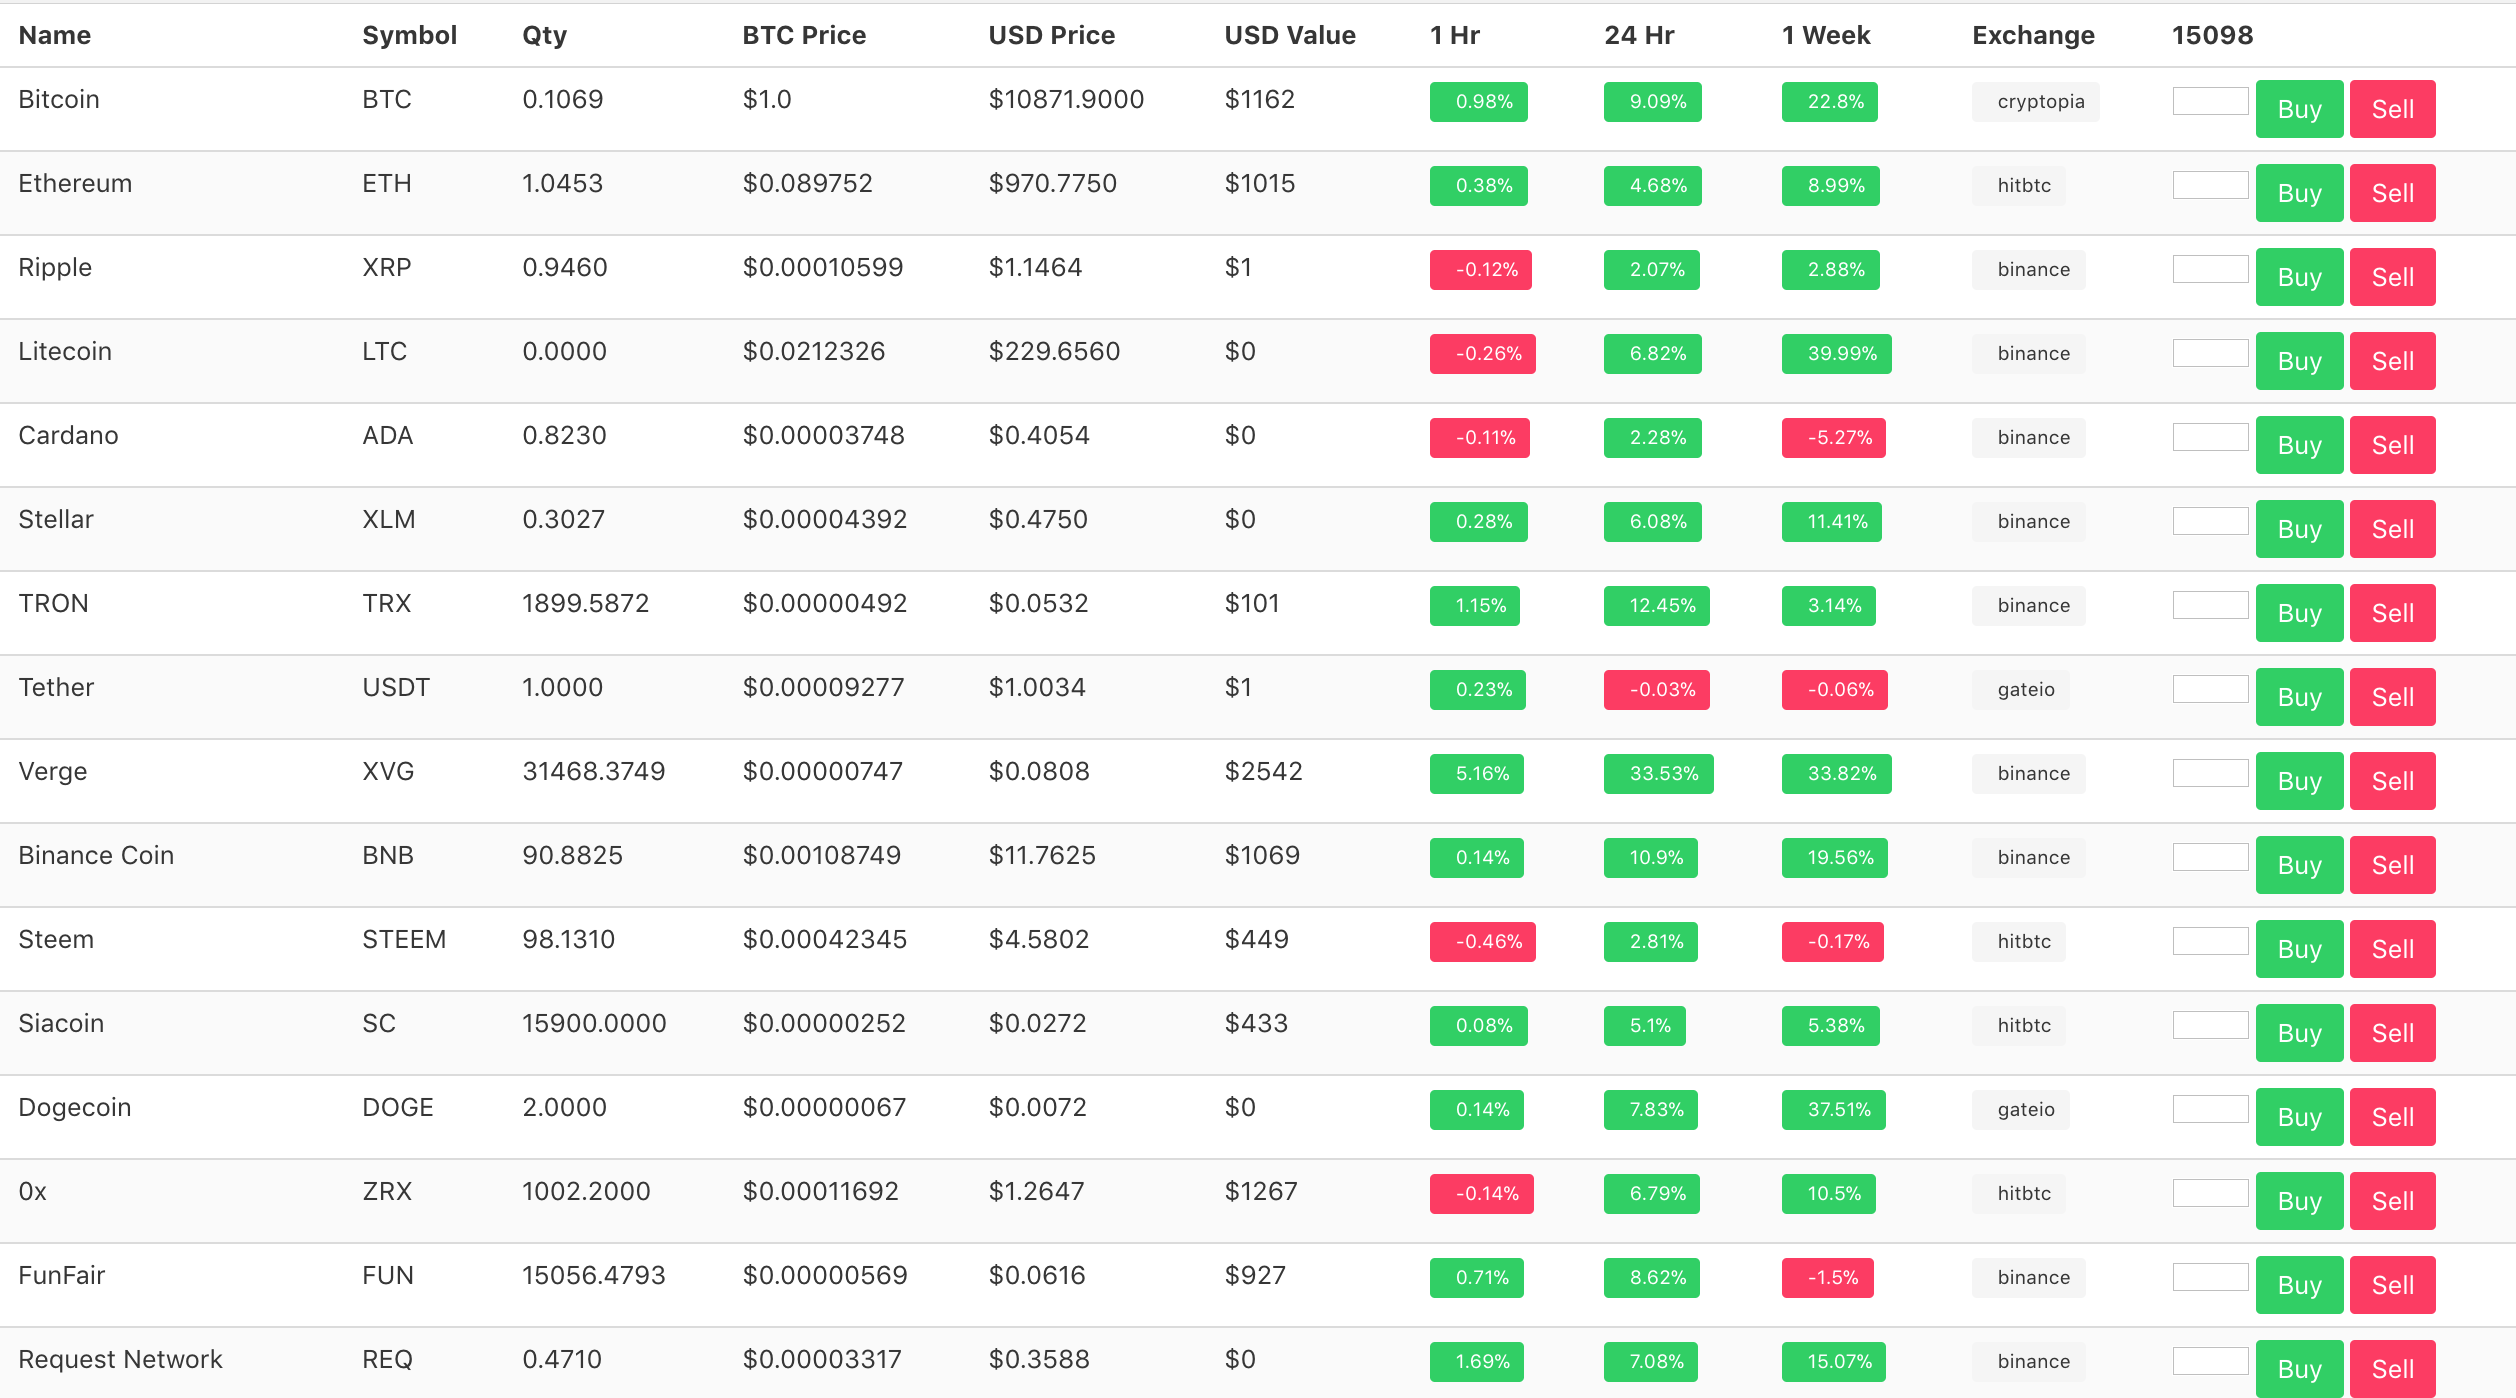 Name Symbol Qty BTC Price USD Price USD Value 1 Hr 24 Hr 1 Week Exchange 15098
Bitcoin BTC 0.1069 $1.0 $10871.9000 $1162 0.98% 9.09% 22.8% cryptopia Buy Sell
Ethereum ETH 1.0453 $0.089752 $970.7750 $1015 0.38% 4.68% 8.99% hitbtc Buy Sell
Ripple XRP 0.9460 $0.00010599 $1.1464 $1 -0.12% 2.07% 2.88% binance Buy Sell
Litecoin LTC 0.0000 $0.0212326 $229.6560 $0 -0.26% 6.82% 39.99% binance Buy Sell
Cardano ADA 0.8230 $0.00003748 $0.4054 $0 -0.11% 2.28% -5.27% binance Buy Sell
Stellar XLM 0.3027 $0.00004392 $0.4750 $0 0.28% 6.08% 11.41% binance Buy Sell
TRON TRX 1899.5872 $0.00000492 $0.0532 $101 1.15% 12.45% 3.14% binance Buy Sell
Tether USDT 1.0000 $0.00009277 $1.0034 $1 0.23% -0.03% -0.06% gateio Buy Sell
Verge XVG 31468.3749 $0.00000747 $0.0808 $2542 5.16% 33.53% 33.82% binance Buy Sell
Binance Coin BNB 90.8825 $0.00108749 $11.7625 $1069 0.14% 10.9% 19.56% binance Buy Sell
Steem STEEM 98.1310 $0.00042345 $4.5802 $449 -0.46% 2.81% -0.17% hitbtc Buy Sell
Siacoin SC 15900.0000 $0.00000252 $0.0272 $433 0.08% 5.1% 5.38% hitbtc Buy Sell
Dogecoin DOGE 2.0000 $0.00000067 $0.0072 $0 0.14% 7.83% 37.51% gateio Buy Sell
0x ZRX 1002.2000 $0.00011692 $1.2647 $1267 -0.14% 6.79% 10.5% hitbtc Buy Sell
FunFair FUN 15056.4793 $0.00000569 $0.0616 $927 0.71% 8.62% -1.5% binance Buy Sell
Request Network REQ 0.4710 $0.00003317 $0.3588 $0 1.69% 7.08% 15.07% binance Buy Sell